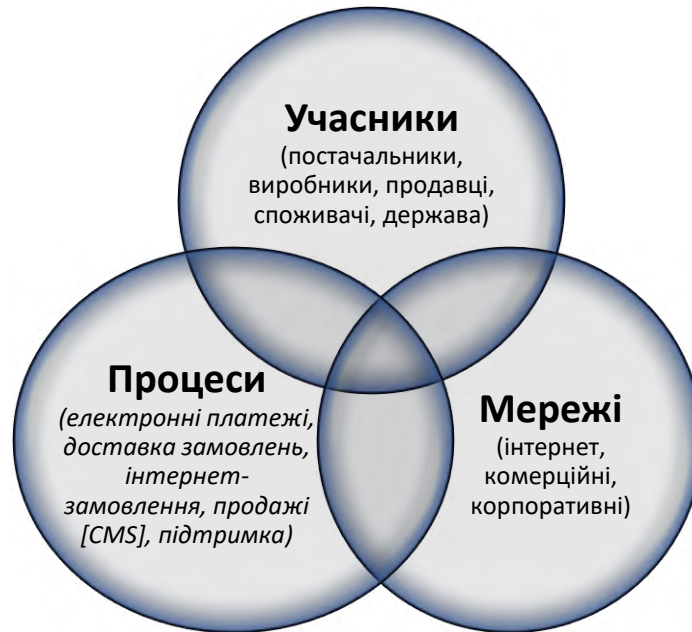 Учасники
(постачальники,
виробники, продавці,
споживачі, держава)
Процеси
(електронні платежі,
доставка замовлень,
інтернет-
замовлення, продажі
[CMS], підтримка)
Мережі
(інтернет,
комерційні,
корпоративні)